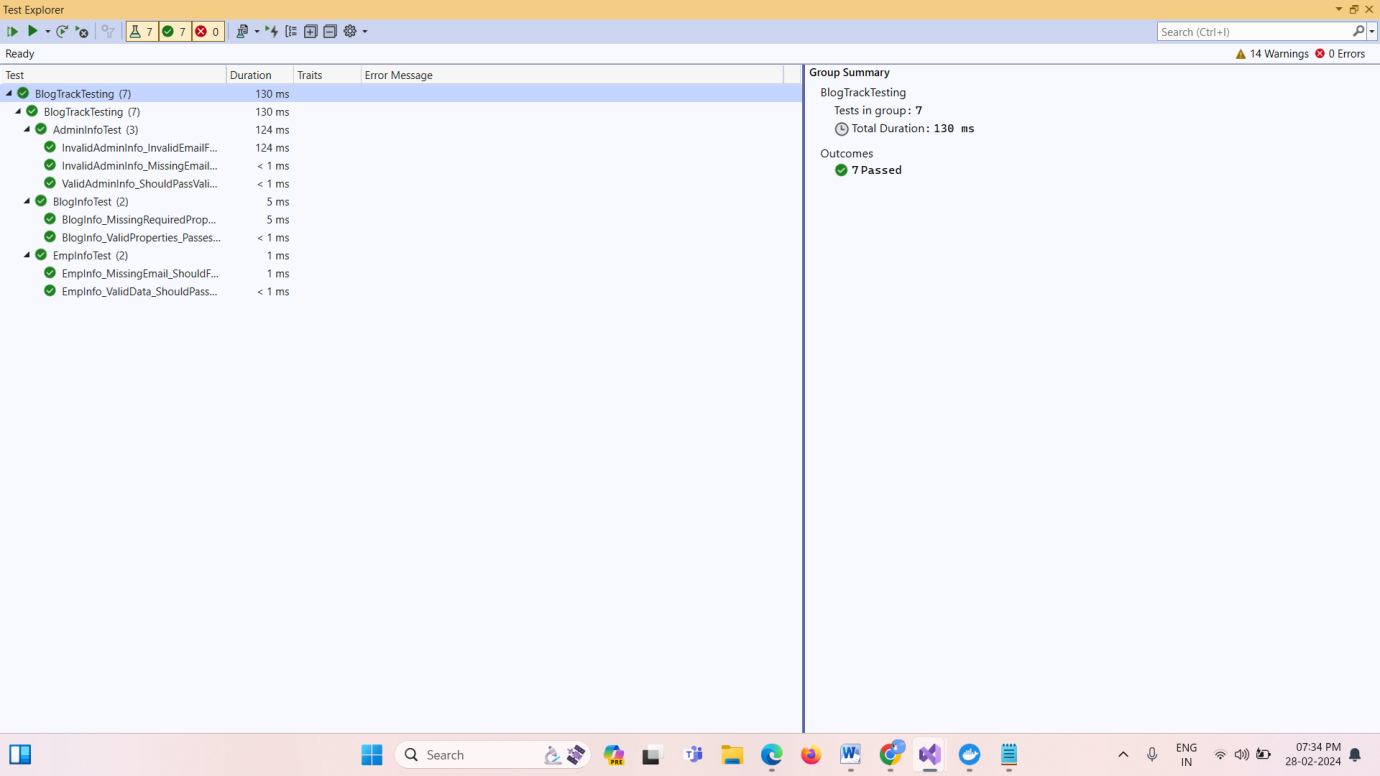 Test Explorer
7 7 0
Search (Ctrl+I)
Ready
14 Warnings 0 Errors
Test Duration Traits Error Message
BlogTrackTesting (7) 130 ms
BlogTrackTesting (7) 130 ms
AdminInfoTest (3) 124 ms
InvalidAdminInfo_InvalidEmailF... 124 ms
InvalidAdminInfo_MissingEmail... < 1 ms
ValidAdminInfo_ShouldPassVali... < 1 ms
BlogInfoTest (2) 5 ms
BlogInfo_MissingRequiredProp... 5 ms
BlogInfo_ValidProperties_Passes... < 1 ms
EmpInfoTest (2) 1 ms
EmpInfo_MissingEmail_ShouldF... 1 ms
EmpInfo_ValidData_ShouldPass... < 1 ms
Group Summary
BlogTrackTesting
Tests in group: 7
Total Duration: 130 ms
Outcomes
7 Passed
Search
PRE
ENG
IN
07:34 PM
28-02-2024